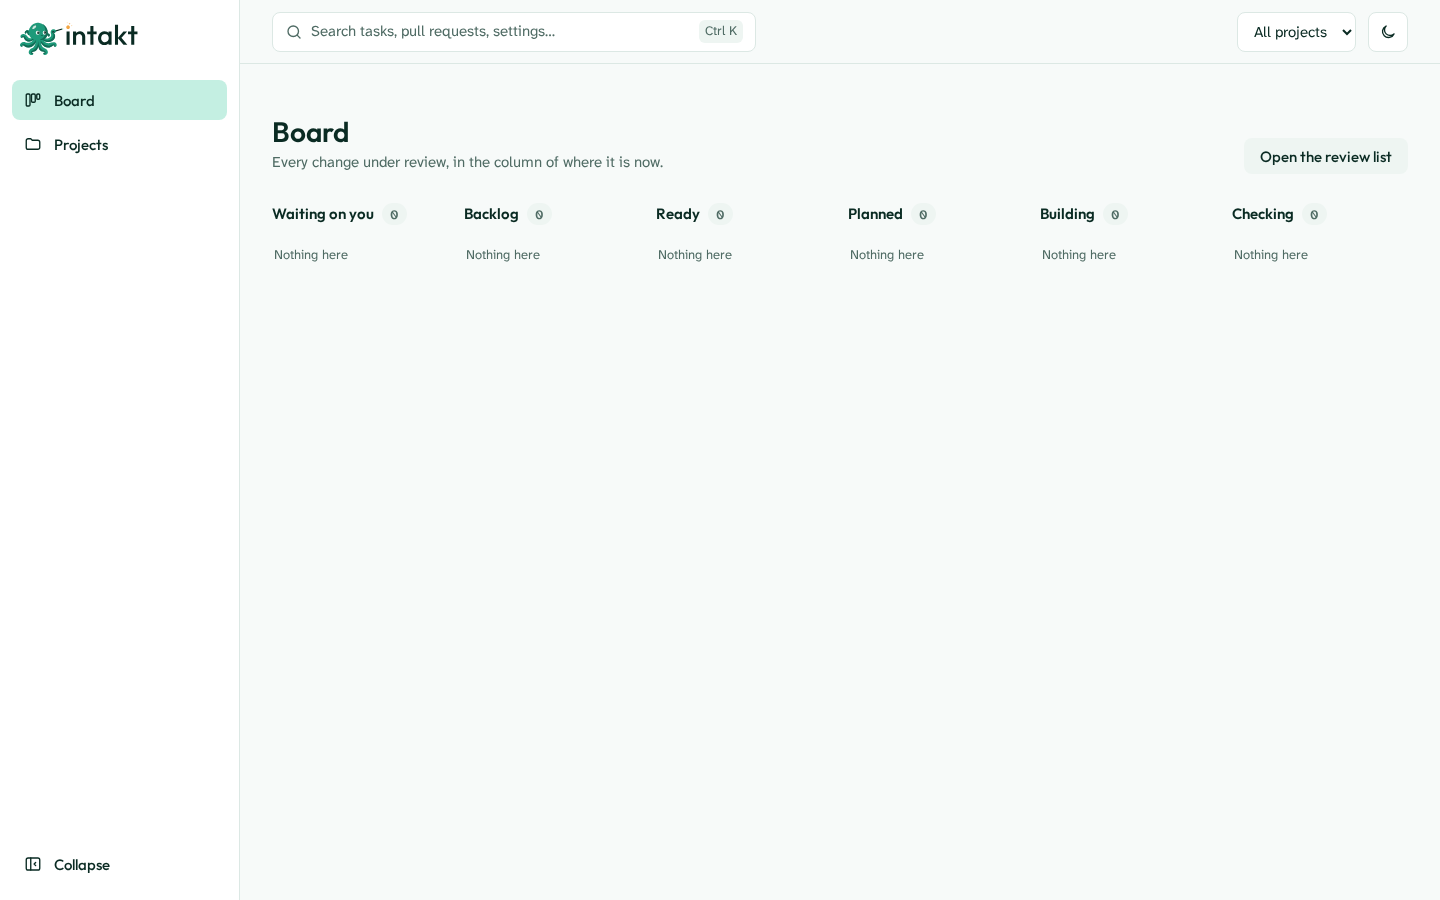 intakt
Search tasks, pull requests, settings...
Ctrl K
All projects
Board
Projects
Board
Every change under review, in the column of where it is now.
Open the review list
Waiting on you 0
Backlog 0
Ready 0
Planned 0
Building 0
Checking 0
Nothing here
Nothing here
Nothing here
Nothing here
Nothing here
Nothing here
Collapse